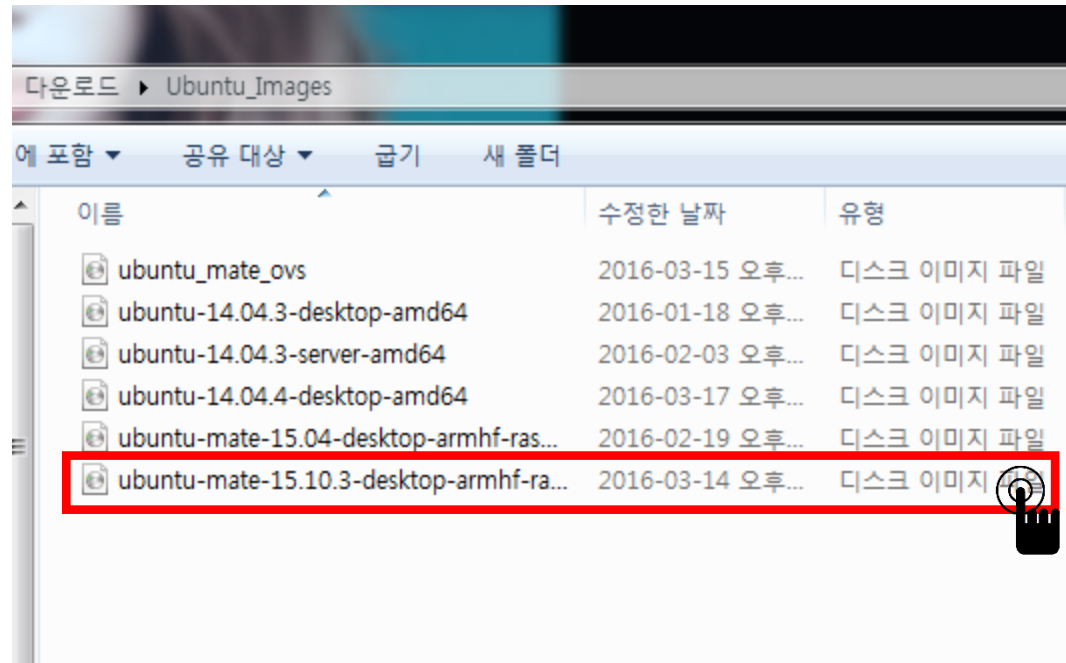 다운로드 ▶ Ubuntu_Images
에 포함 ▼ 공유 대상 ▼ 굽기 새 폴더
이름 수정한 날짜 유형
ubuntu_mate_ovs 2016-03-15 오후... 디스크 이미지 파일
ubuntu-14.04.3-desktop-amd64 2016-01-18 오후... 디스크 이미지 파일
ubuntu-14.04.3-server-amd64 2016-02-03 오후... 디스크 이미지 파일
ubuntu-14.04.4-desktop-amd64 2016-03-17 오후... 디스크 이미지 파일
ubuntu-mate-15.04-desktop-armhf-ras... 2016-02-19 오후... 디스크 이미지 파일
ubuntu-mate-15.10.3-desktop-armhf-ra... 2016-03-14 오후... 디스크 이미지 파일